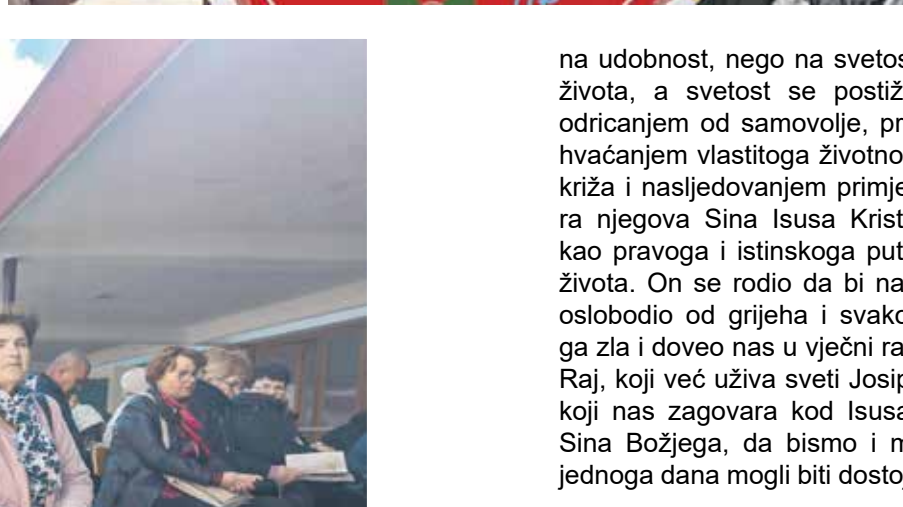 na udobnost, nego na svetos
života, a svetost se postiž
odricanjem od samovolje, pr
hvaćanjem vlastitoga životno
križa i nasljedovanjem primje
ra njegova Sina Isusa Krist
kao pravoga i istinskoga put
života. On se rodio da bi na
oslobodio od grijeha i svako
ga zla i doveo nas u vječni ra
Raj, koji već uživa sveti Josip
koji nas zagovara kod Isusa
Sina Božjega, da bismo i m
jednoga dana mogli biti dostoj